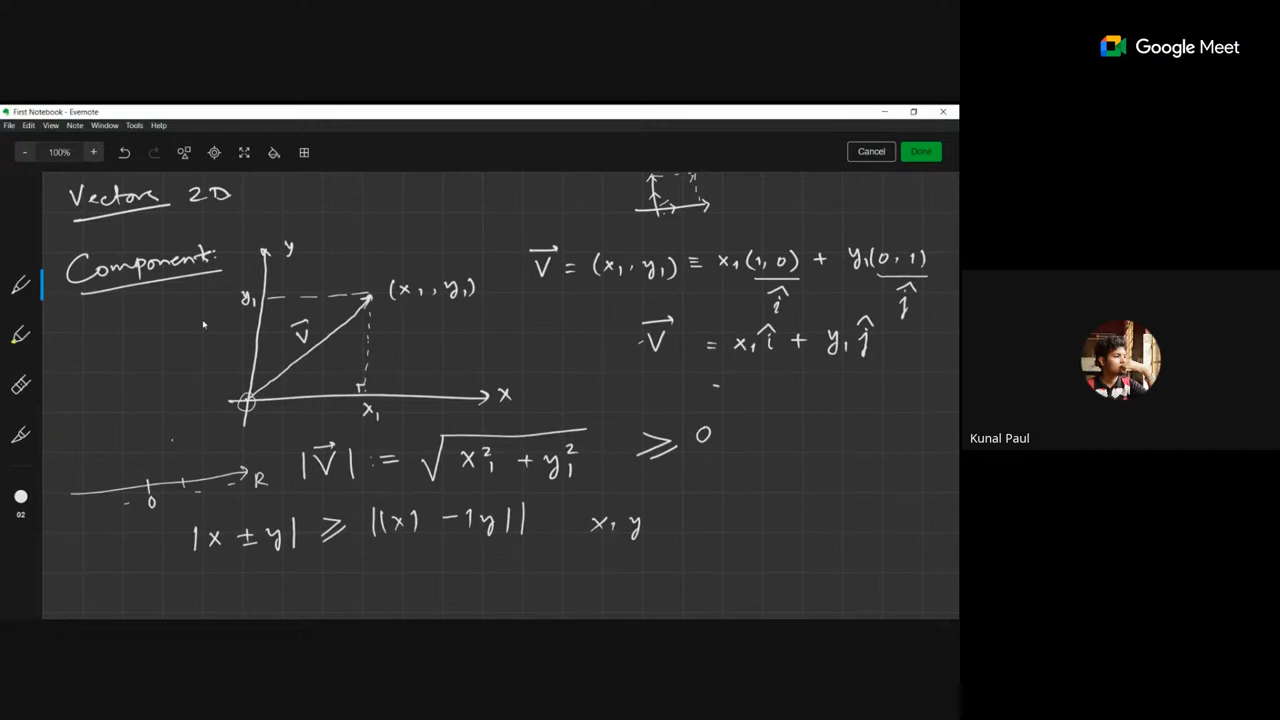 Google Meet
First Notebook - Evernote
File Edit View Note Window Tools Help
- 100% + Cancel Done
Vectors 2D
Component:
y
y₁ (x₁, y₁)
V⃗
x
x₁
V⃗ = (x₁, y₁) ≡ x₁(1, 0) + y₁(0, 1)
î ĵ
V⃗ = x₁î + y₁ĵ
-
|V⃗| := √(x₁² + y₁²) ⩾ 0
R
0
|x ± y| ⩾ ||x| - |y|| x, y
02
Kunal Paul